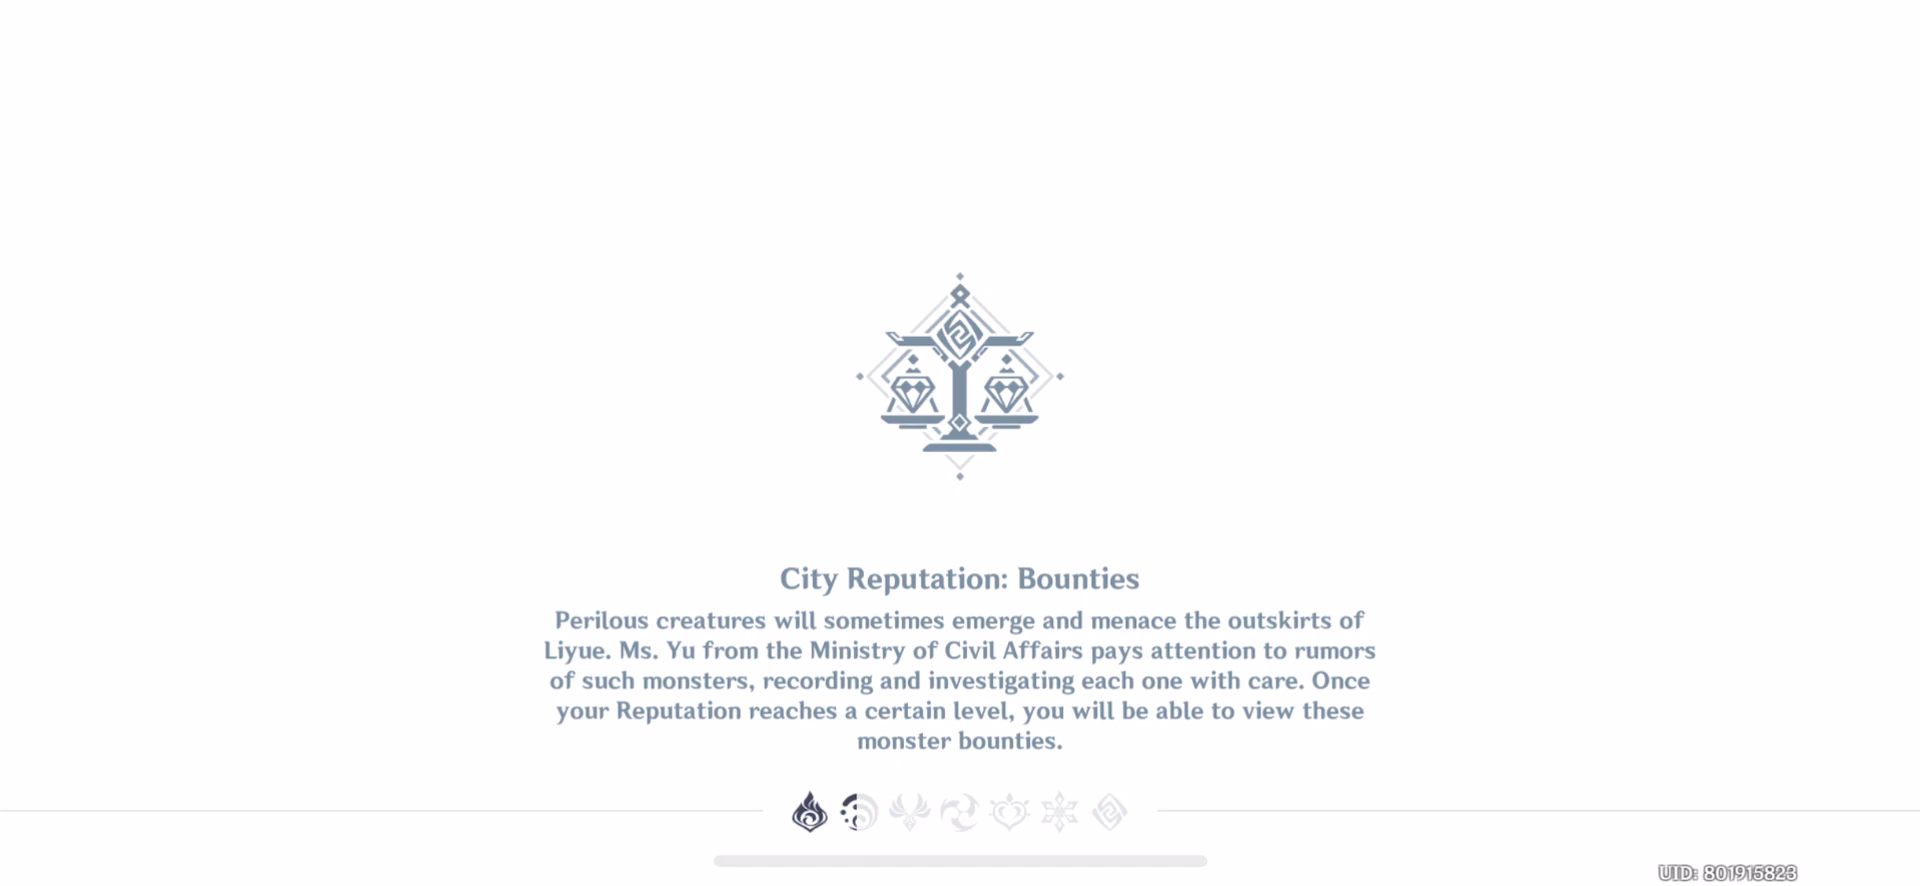 City Reputation: Bounties
Perilous creatures will sometimes emerge and menace the outskirts of
Liyue. Ms. Yu from the Ministry of Civil Affairs pays attention to rumors
of such monsters, recording and investigating each one with care. Once
your Reputation reaches a certain level, you will be able to view these
monster bounties.
UID: 801915823